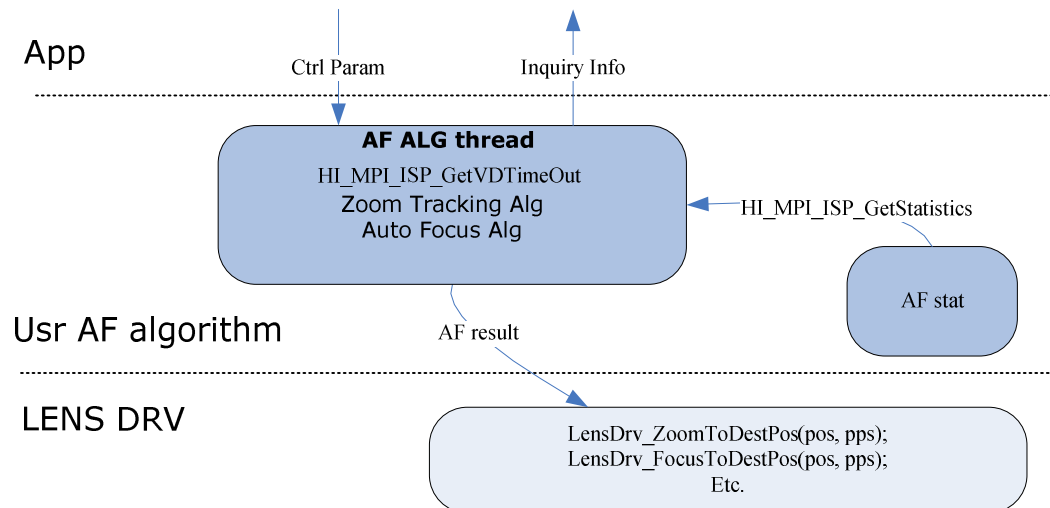 App
Ctrl Param
Inquiry Info
AF ALG thread
HI_MPI_ISP_GetVDTimeOut
Zoom Tracking Alg
Auto Focus Alg
HI_MPI_ISP_GetStatistics
AF stat
Usr AF algorithm
AF result
LENS DRV
LensDrv_ZoomToDestPos(pos, pps);
LensDrv_FocusToDestPos(pos, pps);
Etc.